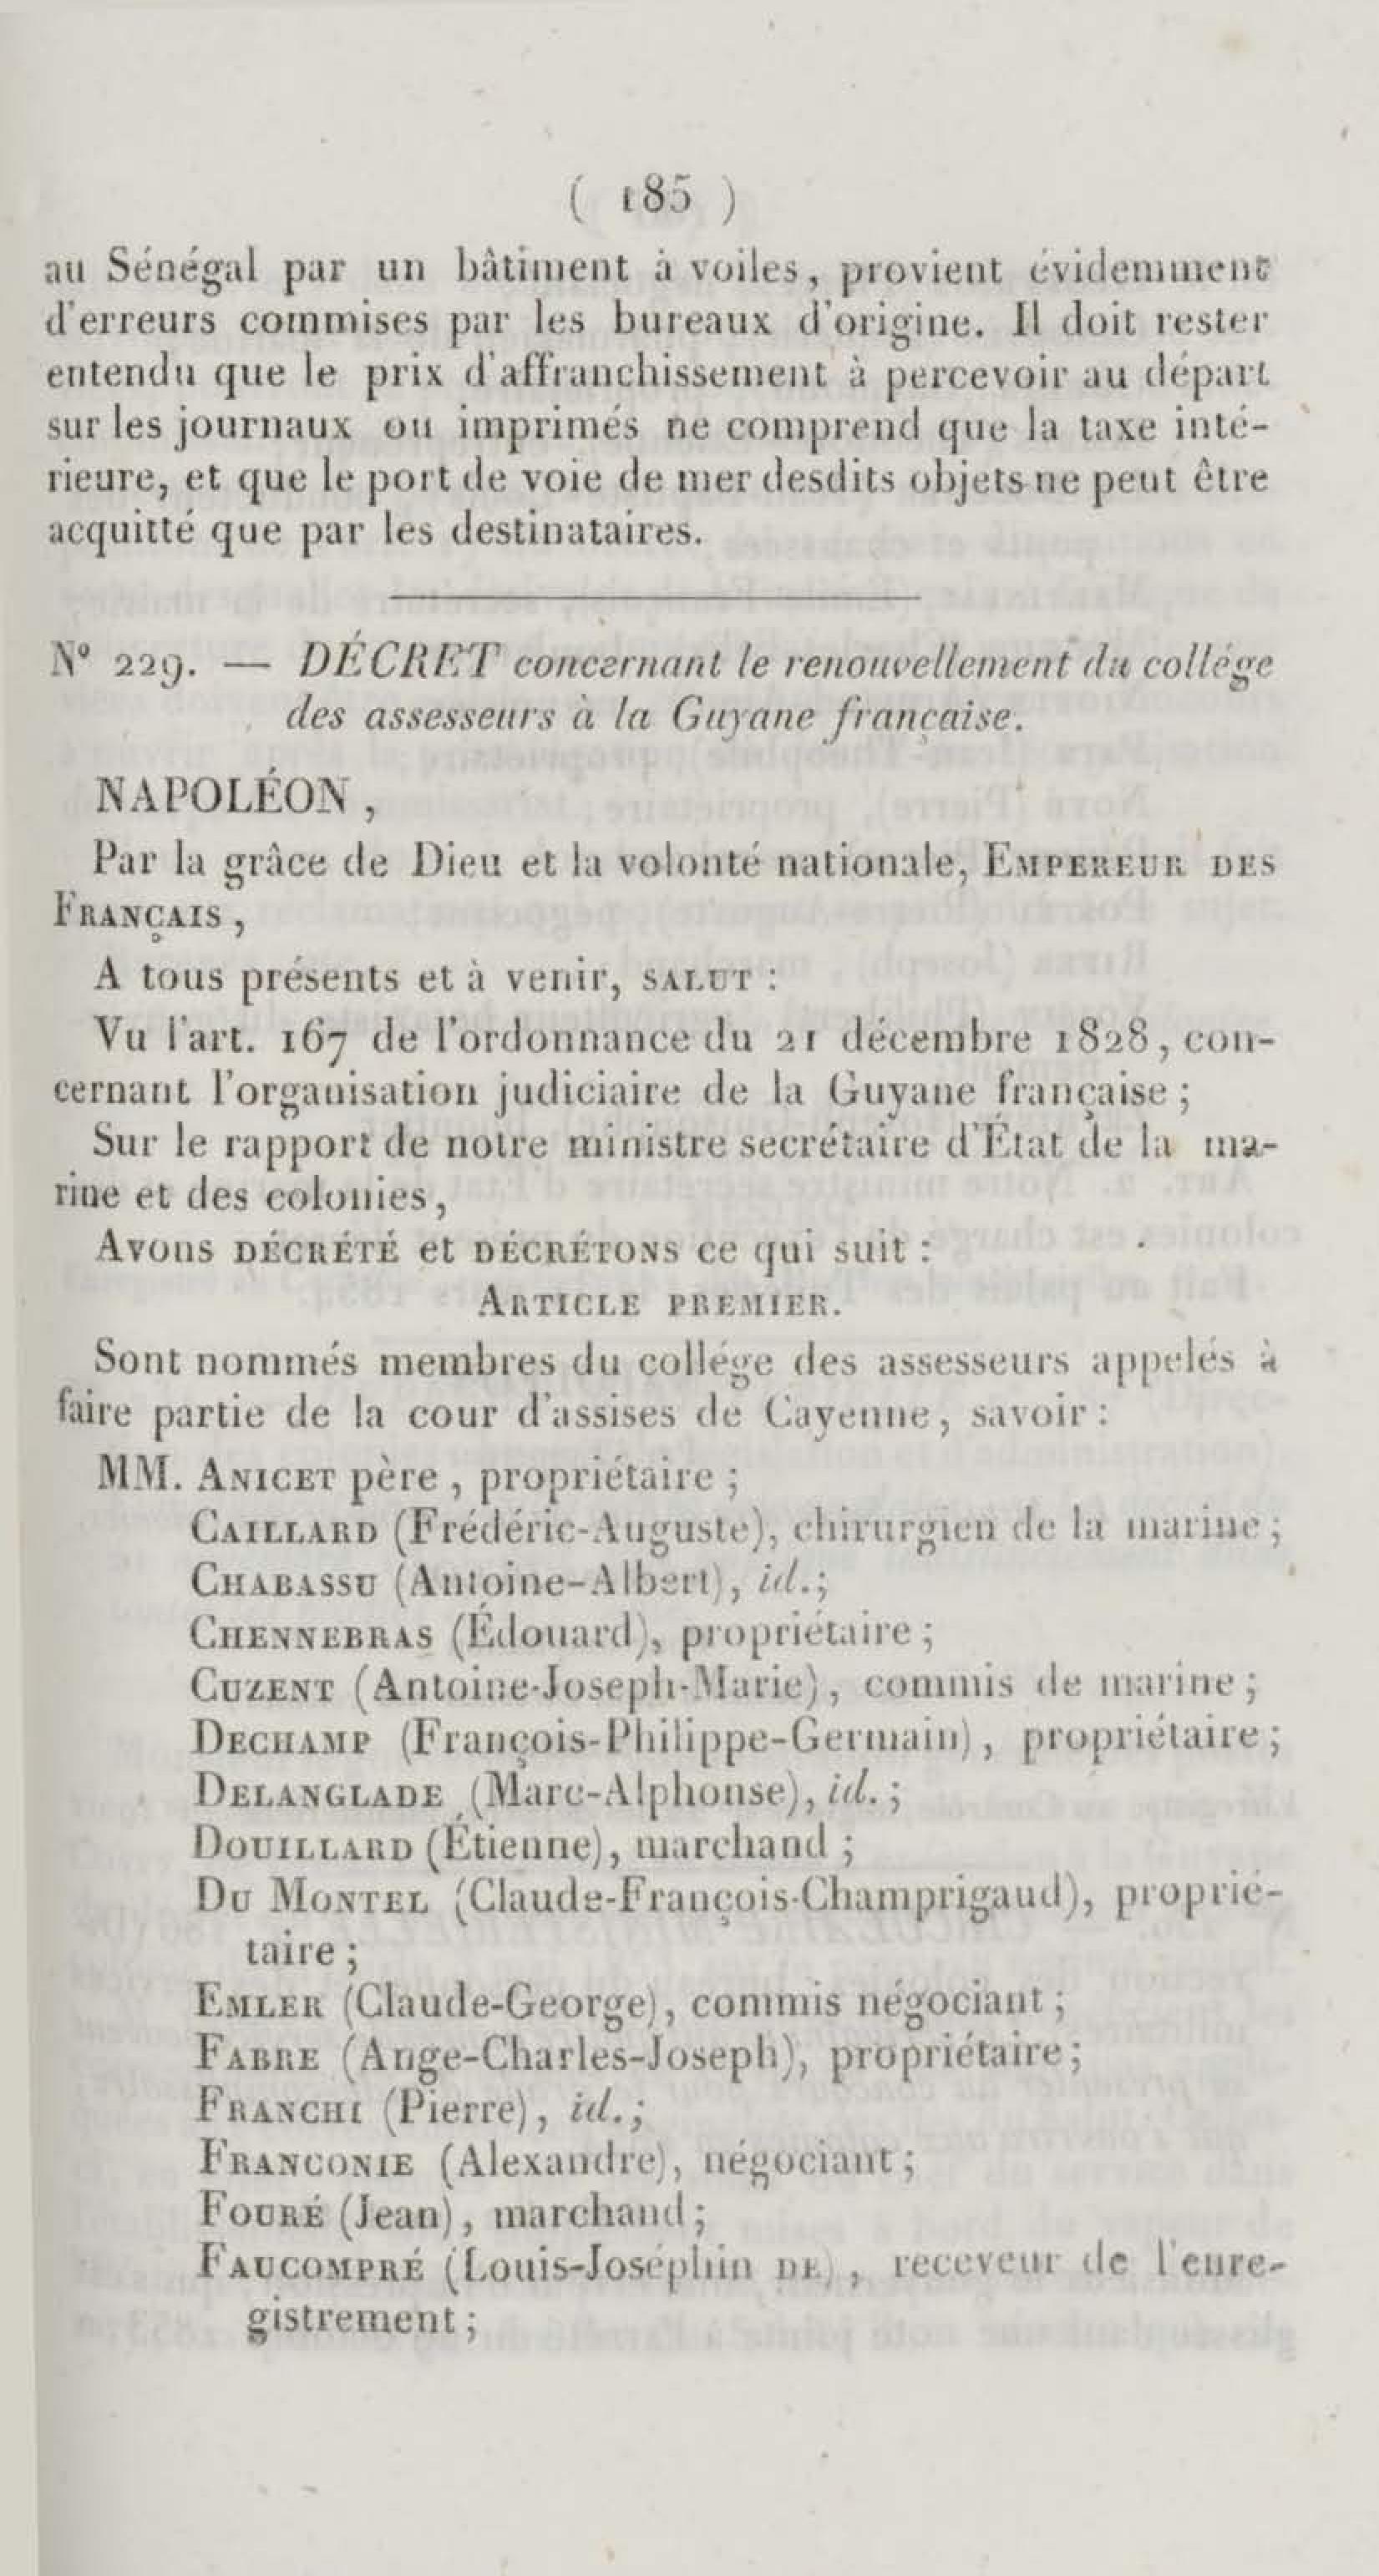 ( 185 )
au Sénégal par un bâtiment à voiles, provient évidemment
d'erreurs commises par les bureaux d'origine. Il doit rester
entendu que le prix d'affranchissement à percevoir au départ
sur les journaux ou imprimés ne comprend que la taxe inté-
rieure, et que le port de voie de mer desdits objets ne peut être
acquitté que par les destinataires.
N° 229. — DÉCRET concernant le renouvellement du collége
des assesseurs à la Guyane française.
NAPOLÉON,
Par la grâce de Dieu et la volonté nationale, EMPEREUR DES
FRANÇAIS,
A tous présents et à venir, SALUT :
Vu l'art. 167 de l'ordonnance du 21 décembre 1828, con-
cernant l'organisation judiciaire de la Guyane française;
Sur le rapport de notre ministre secrétaire d'État de la ma-
rine et des colonies,
Avons DÉCRÉTÉ et DÉCRÉTONS ce qui suit :
ARTICLE PREMIER.
Sont nommés membres du collége des assesseurs appelés à
faire partie de la cour d'assises de Cayenne, savoir :
MM. ANICET père, propriétaire;
CAILLARD (Frédéric-Auguste), chirurgien de la marine;
CHABASSU (Antoine-Albert), id.;
CHENNEBRAS (Édouard), propriétaire;
CUZENT (Antoine-Joseph-Marie), commis de marine;
DECHAMP (François-Philippe-Germain), propriétaire;
DELANGLADE (Marc-Alphonse), id.;
DOUILLARD (Étienne), marchand;
DU MONTEL (Claude-François-Champrigaud), proprié-
taire;
EMLER (Claude-George), commis négociant;
FABRE (Ange-Charles-Joseph), propriétaire;
FRANCHI (Pierre), id.;
FRANCONIE (Alexandre), négociant;
FOURÉ (Jean), marchand;
FAUCOMPRÉ (Louis-Joséphin DE), receveur de l'enre-
gistrement;